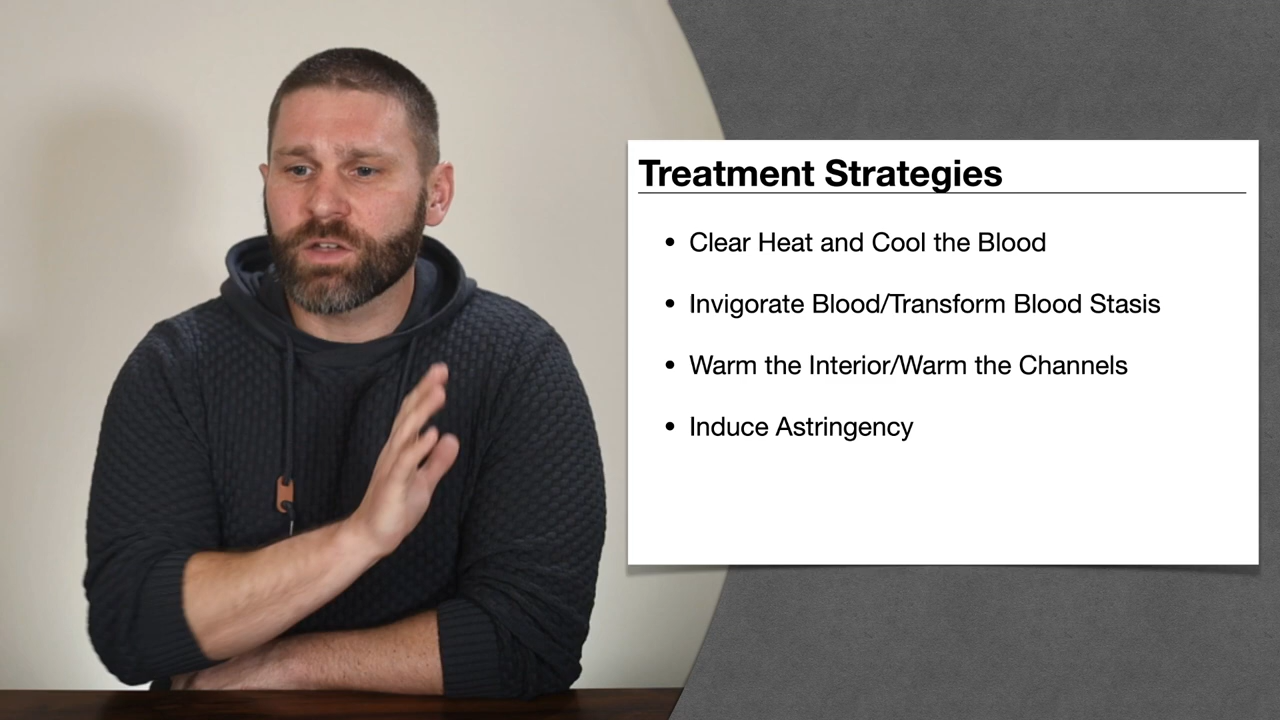 Treatment Strategies
• Clear Heat and Cool the Blood
• Invigorate Blood/Transform Blood Stasis
• Warm the Interior/Warm the Channels
• Induce Astringency